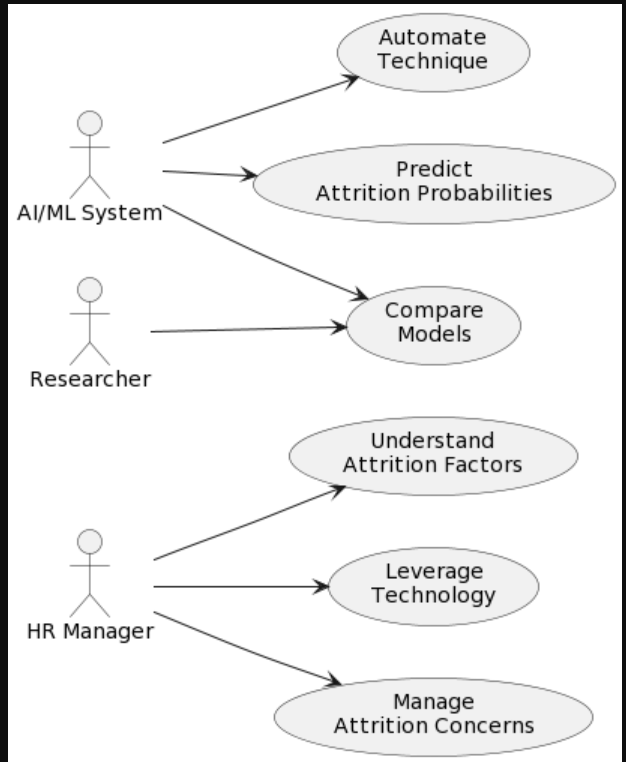 Automate
Technique
Predict
Attrition Probabilities
AI/ML System
Compare
Models
Researcher
Understand
Attrition Factors
Leverage
Technology
HR Manager
Manage
Attrition Concerns